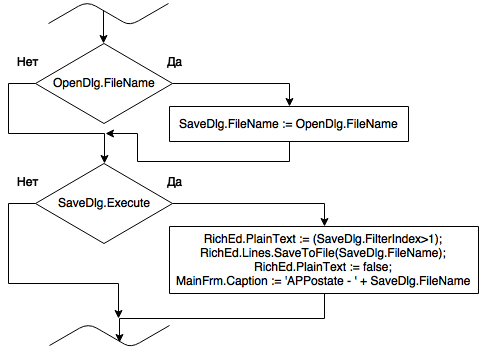 Нет
Да
OpenDlg.FileName
SaveDlg.FileName := OpenDlg.FileName
Нет
Да
SaveDlg.Execute
RichEd.PlainText := (SaveDlg.FilterIndex>1);
RichEd.Lines.SaveToFile(SaveDlg.FileName);
RichEd.PlainText := false;
MainFrm.Caption := 'APPostate - ' + SaveDlg.FileName